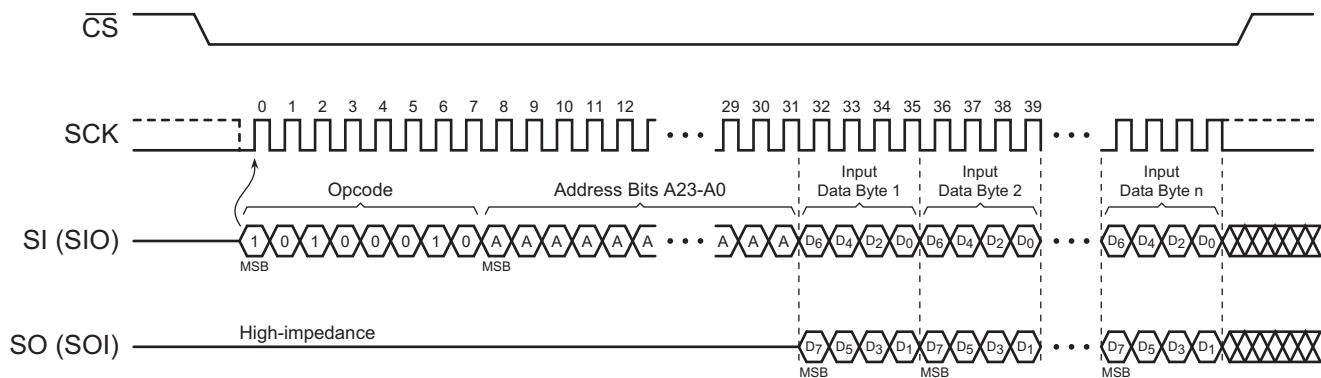 CS
0 1 2 3 4 5 6 7 8 9 10 11 12 29 30 31 32 33 34 35 36 37 38 39
SCK
Opcode Address Bits A23-A0 Input Data Byte 1 Input Data Byte 2 Input Data Byte n
SI (SIO) 1 0 1 0 0 0 1 0 A A A A A A A A A D6 D4 D2 D0 D6 D4 D2 D0 D6 D4 D2 D0
MSB MSB
High-impedance
SO (SOI) D7 D5 D3 D1 D7 D5 D3 D1 D7 D5 D3 D1
MSB MSB MSB